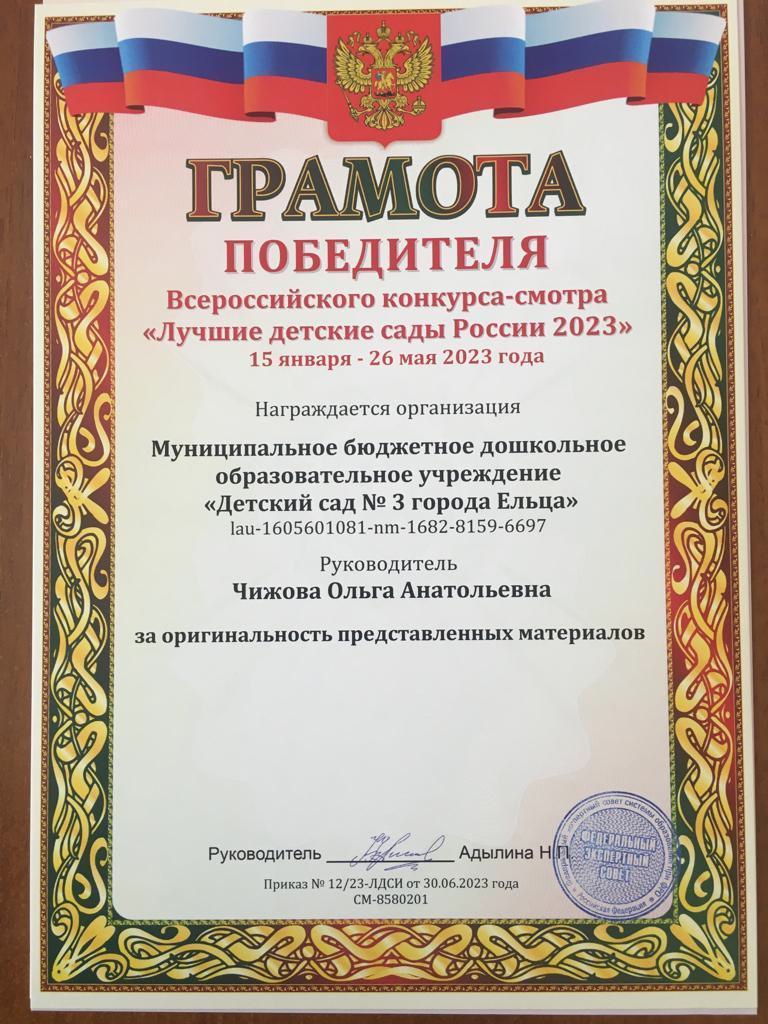 ГРАМОТА
ПОБЕДИТЕЛЯ
Всероссийского конкурса-смотра
«Лучшие детские сады России 2023»
15 января - 26 мая 2023 года
Награждается организация
Муниципальное бюджетное дошкольное
образовательное учреждение
«Детский сад № 3 города Ельца»
lau-1605601081-nm-1682-8159-6697
Руководитель
Чижова Ольга Анатольевна
за оригинальность представленных материалов
Руководитель Адылина Н.П.
Приказ № 12/23-ЛДСИ от 30.06.2023 года
СМ-8580201
ФЕДЕРАЛЬНЫЙ
ЭКСПЕРТНЫЙ
СОВЕТ
Российская Федерация